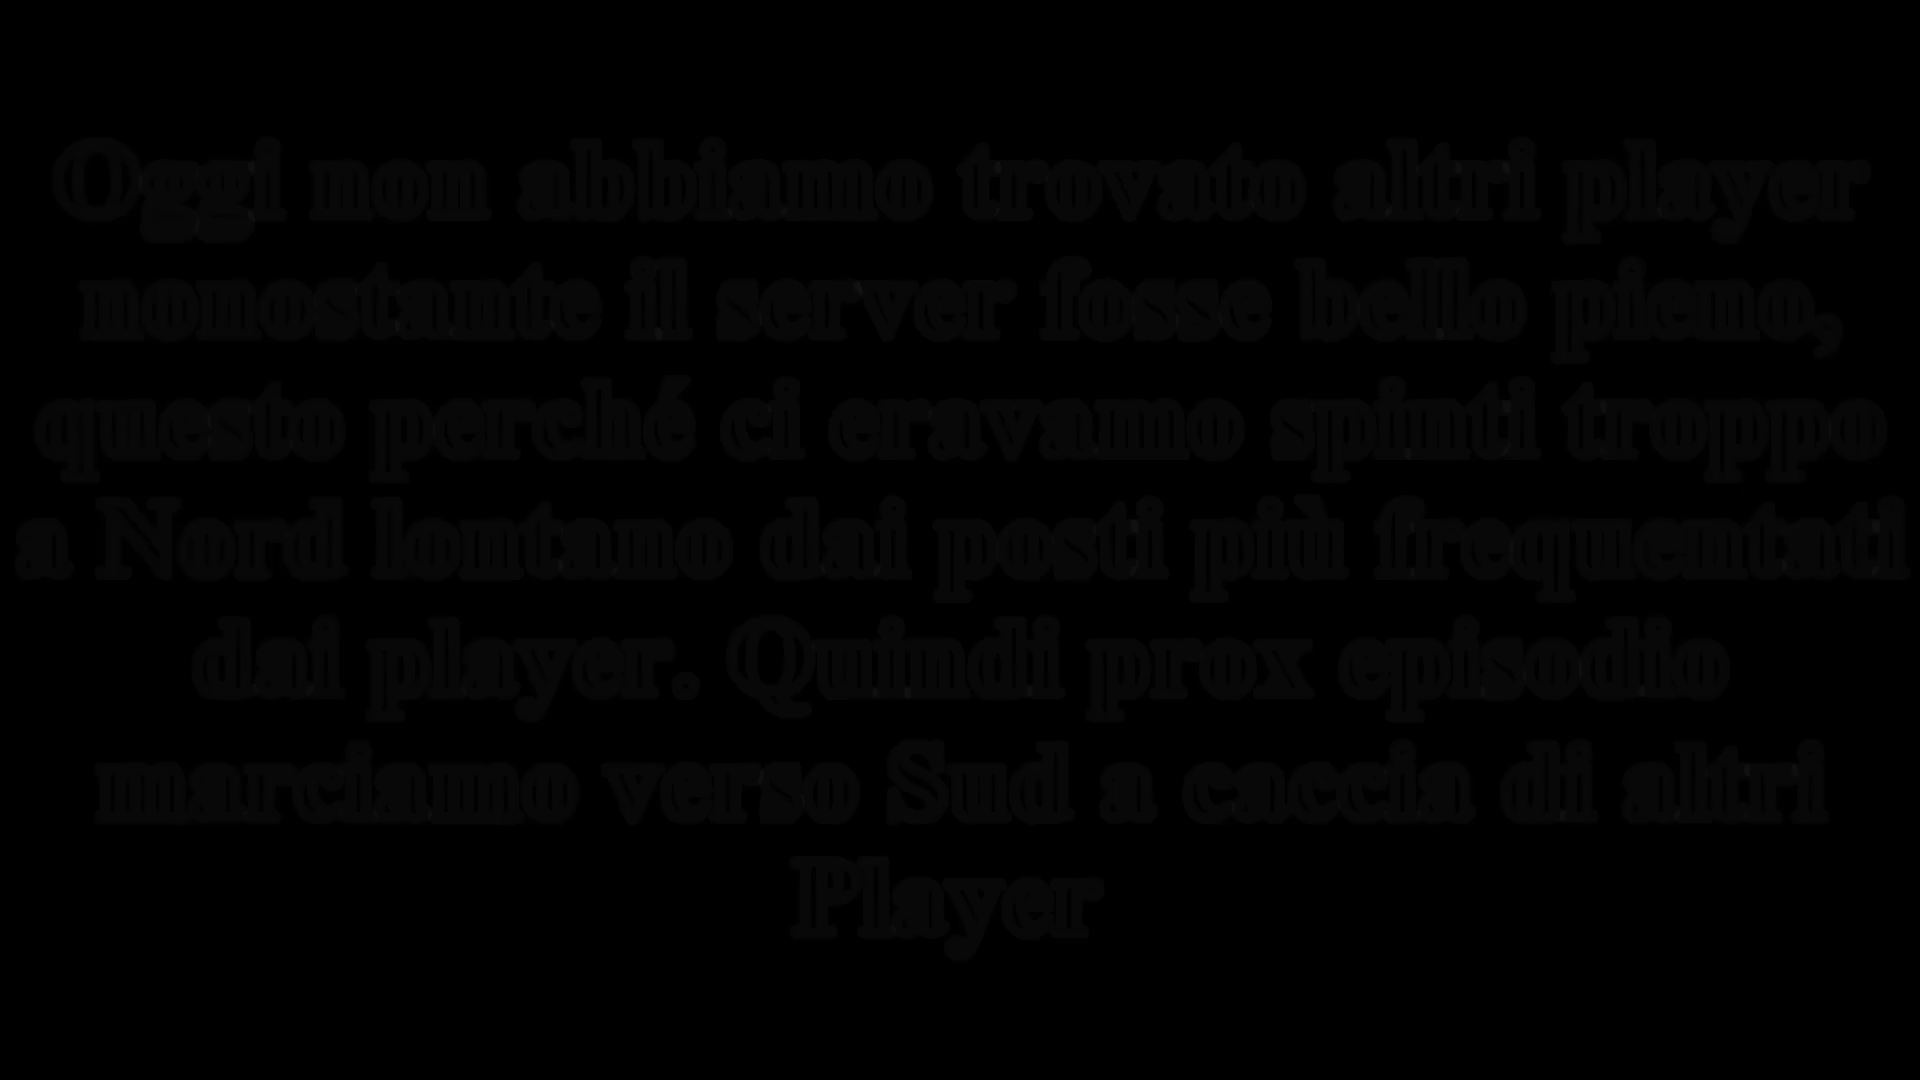 Oggi non abbiamo trovato altri player
nonostante il server fosse bello pieno,
questo perché ci eravamo spinti troppo
a Nord lontano dai posti più frequentati
dai player. Quindi prox episodio
marciamo verso Sud a caccia di altri
Player